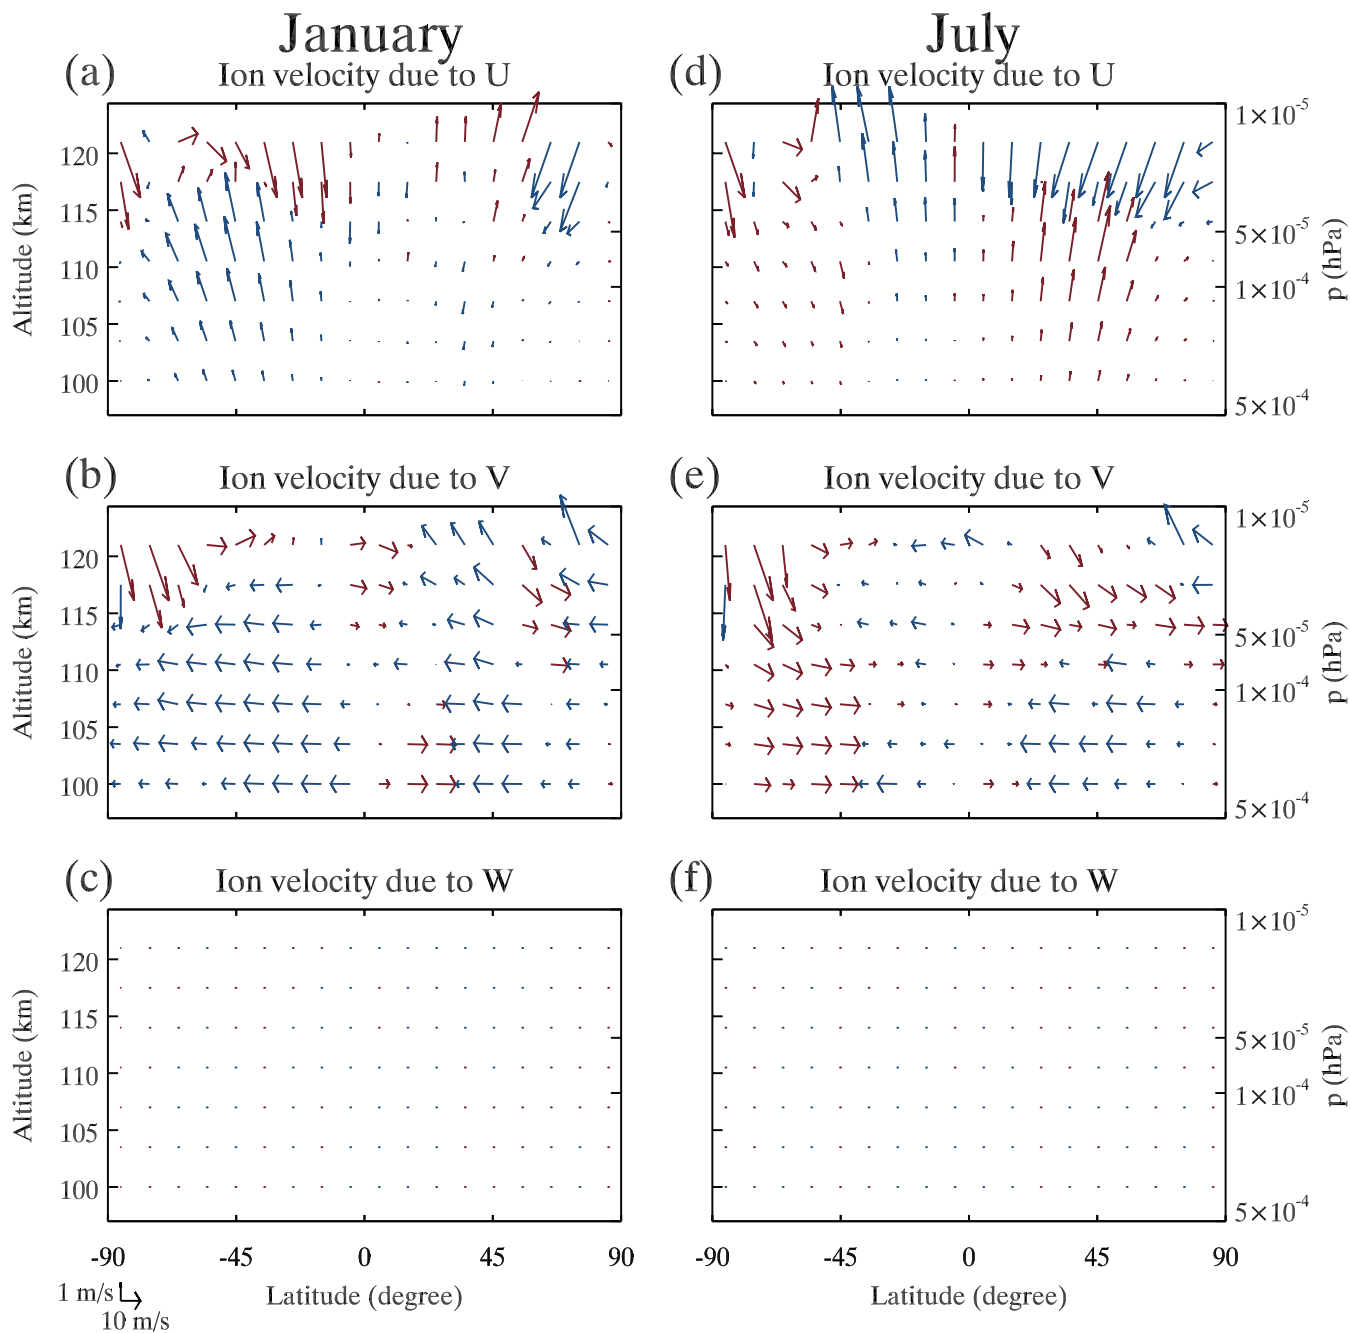 January
July
(a)
Ion velocity due to U
(d)
Ion velocity due to U
120
115
110
105
100
Altitude (km)
1×10-5
5×10-5
1×10-4
5×10-4
p (hPa)
(b)
Ion velocity due to V
(e)
Ion velocity due to V
120
115
110
105
100
Altitude (km)
1×10-5
5×10-5
1×10-4
5×10-4
p (hPa)
(c)
Ion velocity due to W
(f)
Ion velocity due to W
120
115
110
105
100
Altitude (km)
1×10-5
5×10-5
1×10-4
5×10-4
p (hPa)
-90 -45 0 45 90
-90 -45 0 45 90
Latitude (degree)
Latitude (degree)
1 m/s
10 m/s